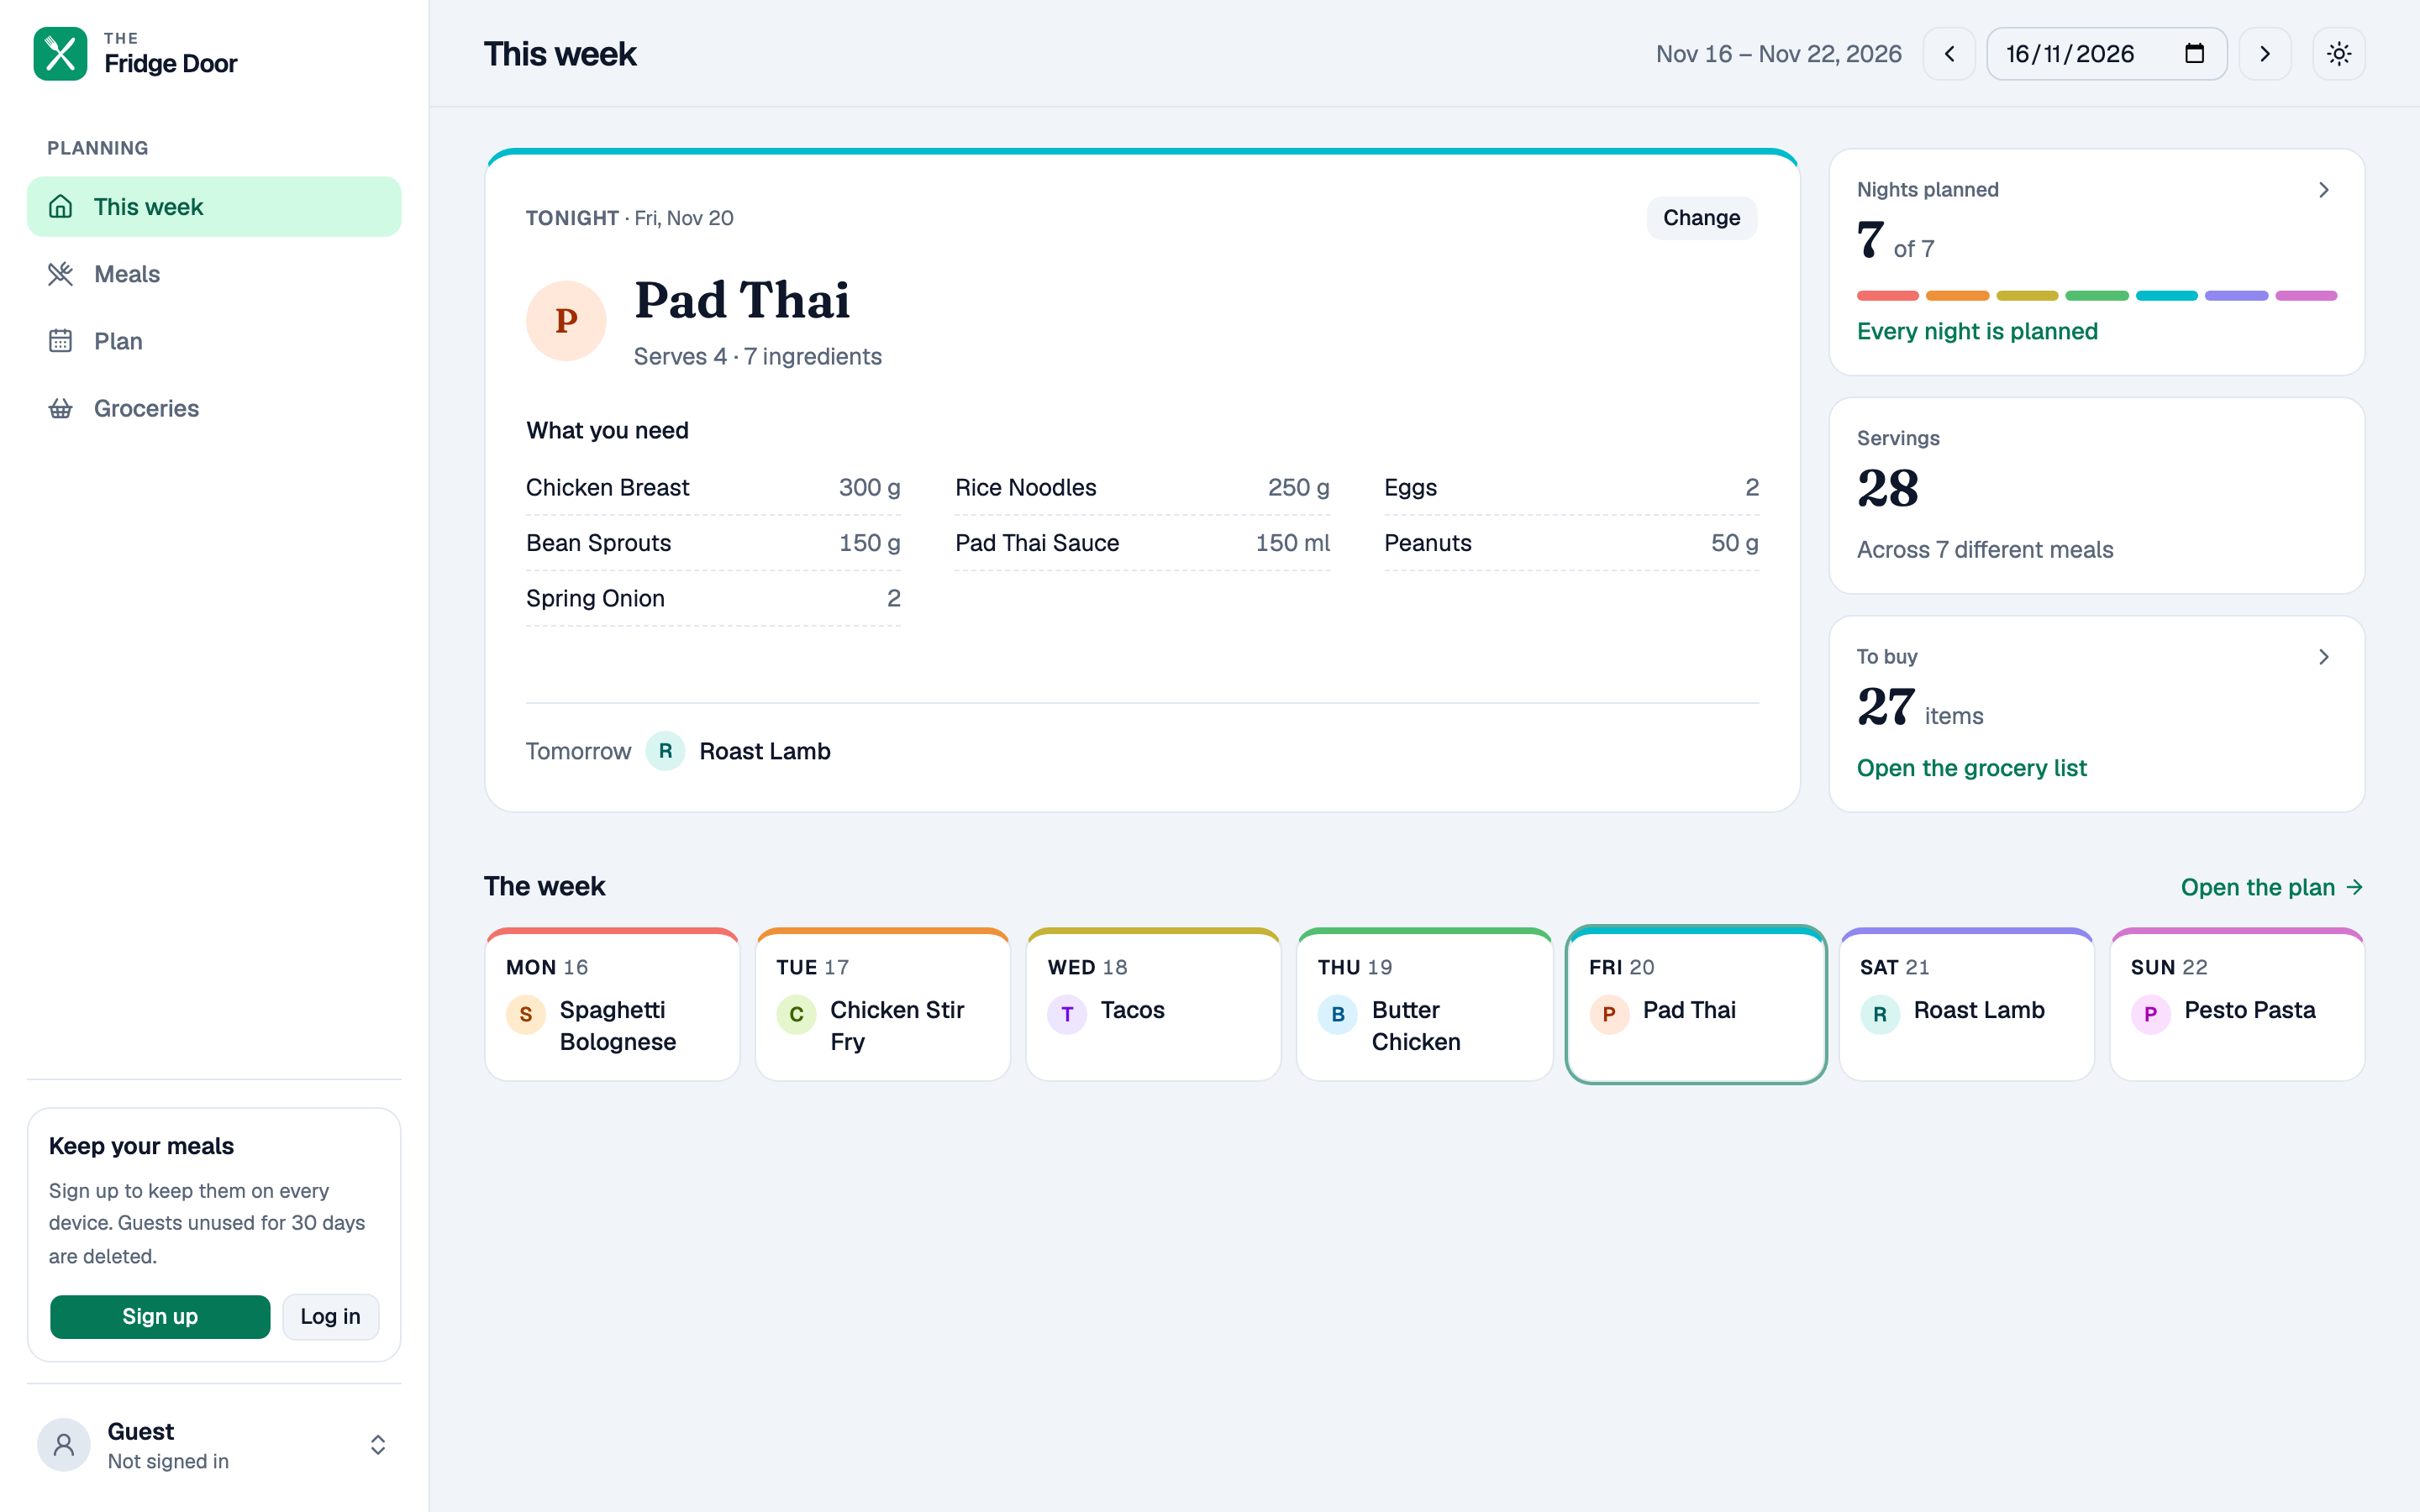 THE
Fridge Door
PLANNING
This week
Meals
Plan
Groceries
Keep your meals
Sign up to keep them on every
device. Guests unused for 30 days
are deleted.
Sign up
Log in
Guest
Not signed in
This week
Nov 16 – Nov 22, 2026
16/11/2026
TONIGHT · Fri, Nov 20
Change
P
Pad Thai
Serves 4 · 7 ingredients
What you need
Chicken Breast 300 g
Rice Noodles 250 g
Eggs 2
Bean Sprouts 150 g
Pad Thai Sauce 150 ml
Peanuts 50 g
Spring Onion 2
Tomorrow R Roast Lamb
Nights planned
7 of 7
Every night is planned
Servings
28
Across 7 different meals
To buy
27 items
Open the grocery list
The week
Open the plan
MON 16
S Spaghetti
Bolognese
TUE 17
C Chicken Stir
Fry
WED 18
T Tacos
THU 19
B Butter
Chicken
FRI 20
P Pad Thai
SAT 21
R Roast Lamb
SUN 22
P Pesto Pasta